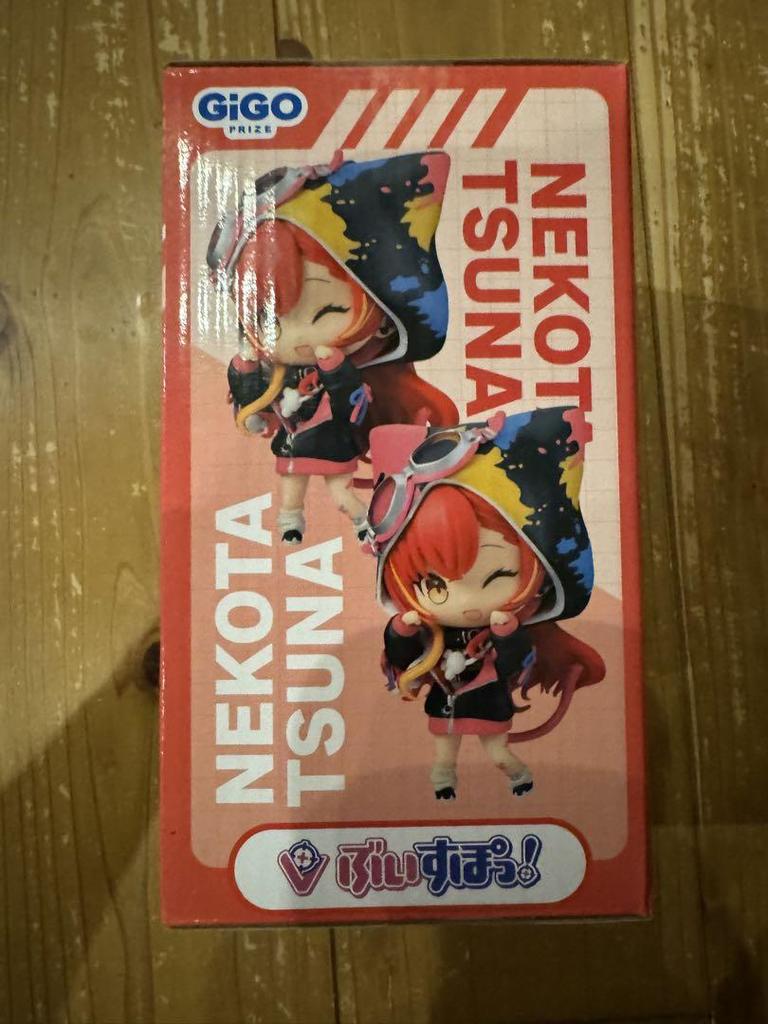 GiGO
PRIZE
NEKOTA
TSUNA
NEKOTA
TSUNA
V ぶいすぽっ!